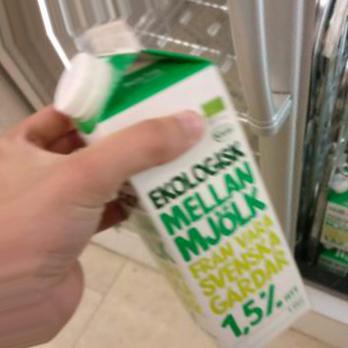 EKOLOGISK
MELLAN
MJÖLK
FRÅN VÅRA
SVENSKA
GÅRDAR
1,5%